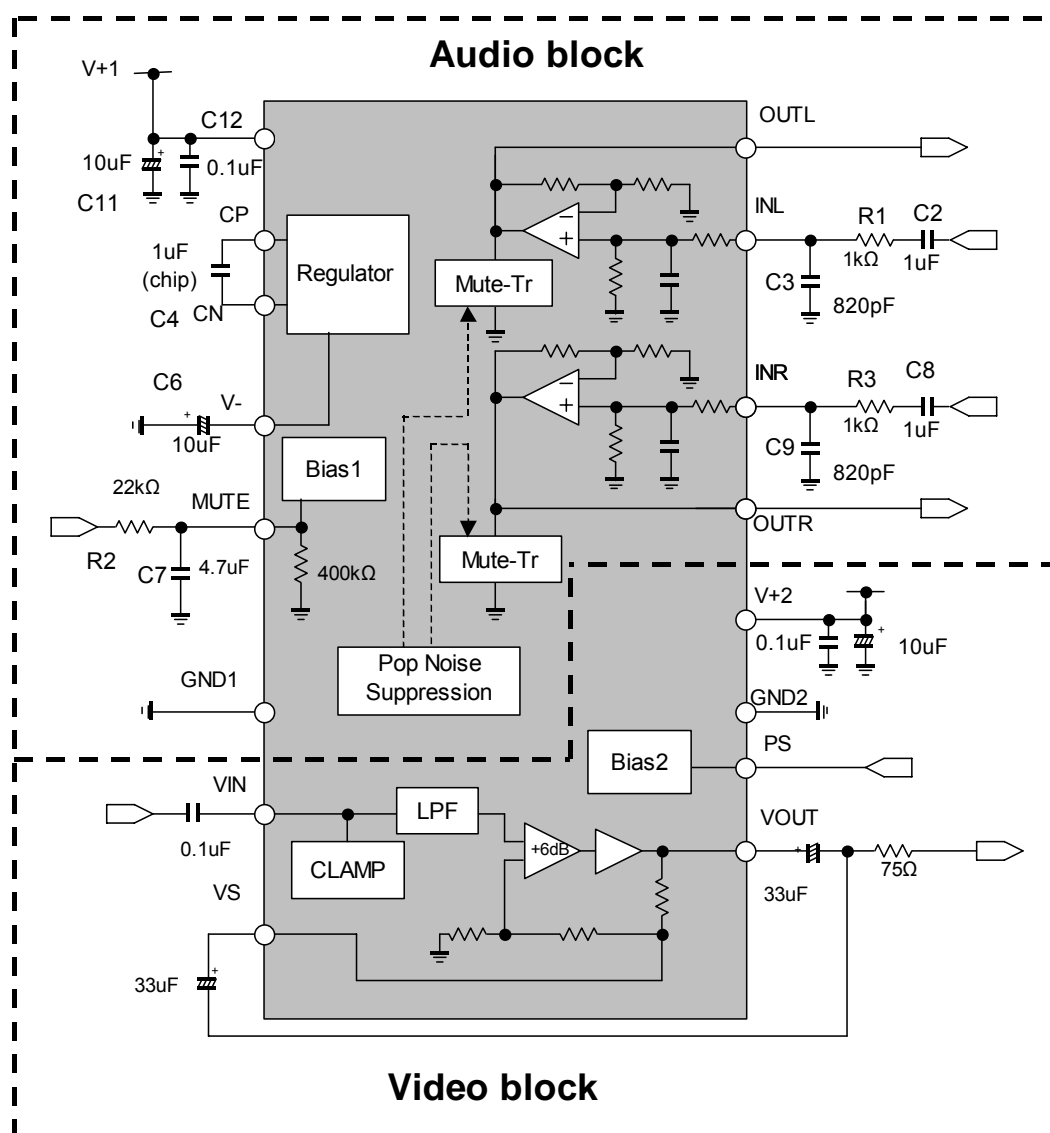 Audio block
V+1
C12
10uF
+
0.1uF
C11
CP
1uF
(chip)
C4
CN
Regulator
C6
V-
+
10uF
Bias1
22kΩ
MUTE
R2
C7
4.7uF
400kΩ
GND1
Pop Noise
Suppression
Mute-Tr
Mute-Tr
−
+
−
+
OUTL
INL
R1
C2
1kΩ
1uF
C3
820pF
INR
R3
C8
1kΩ
1uF
C9
820pF
OUTR
V+2
0.1uF
+
10uF
GND2
PS
Bias2
VIN
0.1uF
LPF
CLAMP
+6dB
VOUT
+
33uF
75Ω
VS
33uF
+
Video block